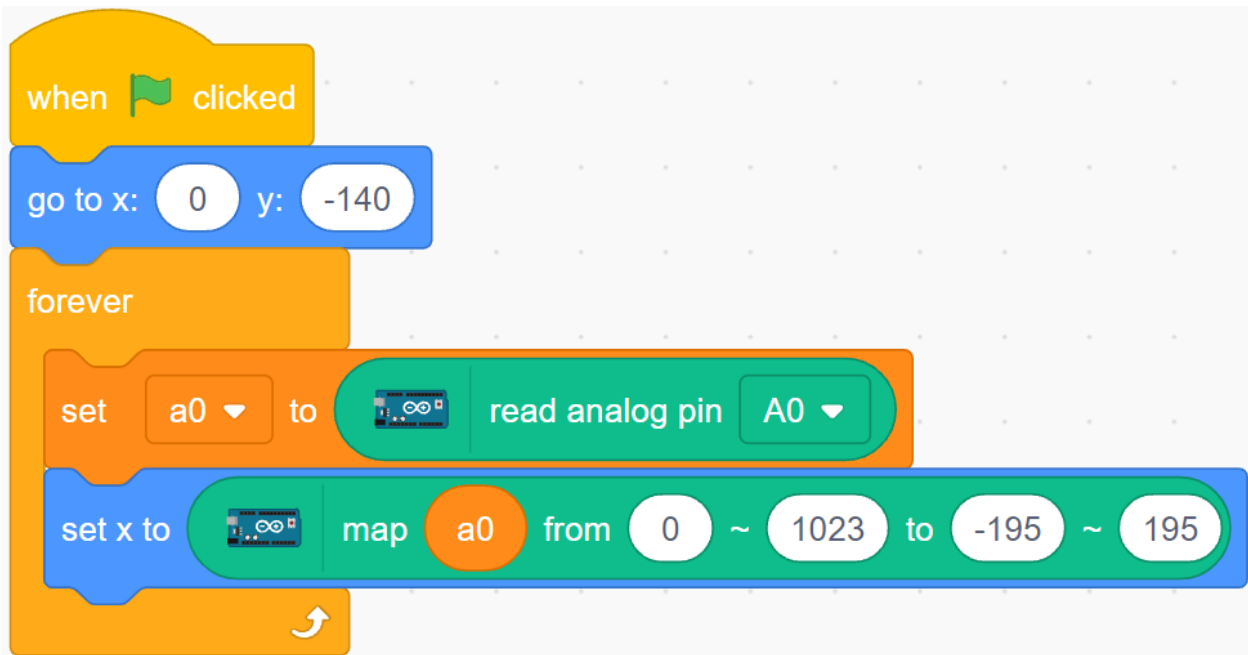 when clicked
go to x: 0 y: -140
forever
set a0 to read analog pin A0
set x to map a0 from 0 ~ 1023 to -195 ~ 195